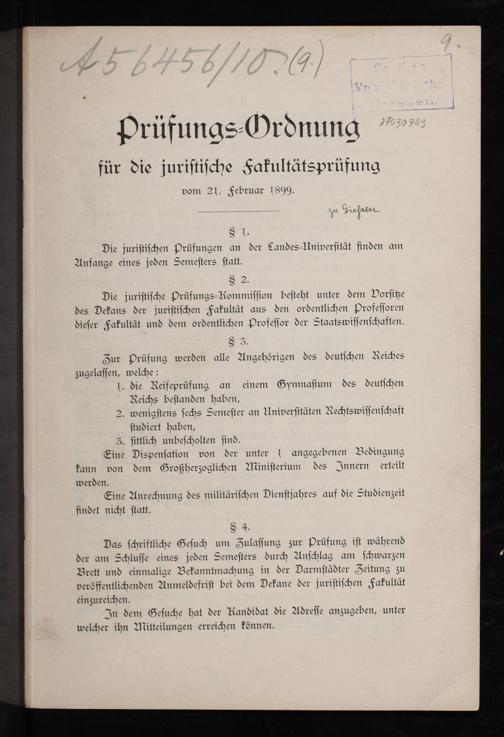 A 56456/10.(9.)
9.
Giessen.
27530803
Prüfungs=Ordnung
für die juristische Fakultätsprüfung
vom 21. Februar 1899.
zu Giessen
§ 1.
Die juristischen Prüfungen an der Landes=Universität finden am
Anfange eines jeden Semesters statt.
§ 2.
Die juristische Prüfungs=Kommission besteht unter dem Vorsitze
des Dekans der juristischen Fakultät aus den ordentlichen Professoren
dieser Fakultät und dem ordentlichen Professor der Staatswissenschaften.
§ 3.
Zur Prüfung werden alle Angehörigen des deutschen Reiches
zugelassen, welche:
1. die Reifeprüfung an einem Gymnasium des deutschen
Reichs bestanden haben,
2. wenigstens sechs Semester an Universitäten Rechtswissenschaft
studiert haben,
3. sittlich unbescholten sind.
Eine Dispensation von der unter 1 angegebenen Bedingung
kann von dem Großherzoglichen Ministerium des Innern erteilt
werden.
Eine Anrechnung des militärischen Dienstjahres auf die Studienzeit
findet nicht statt.
§ 4.
Das schriftliche Gesuch um Zulassung zur Prüfung ist während
der am Schlusse eines jeden Semesters durch Anschlag am schwarzen
Brett und einmalige Bekanntmachung in der Darmstädter Zeitung zu
veröffentlichenden Anmeldefrist bei dem Dekane der juristischen Fakultät
einzureichen.
In dem Gesuche hat der Kandidat die Adresse anzugeben, unter
welcher ihn Mitteilungen erreichen können.